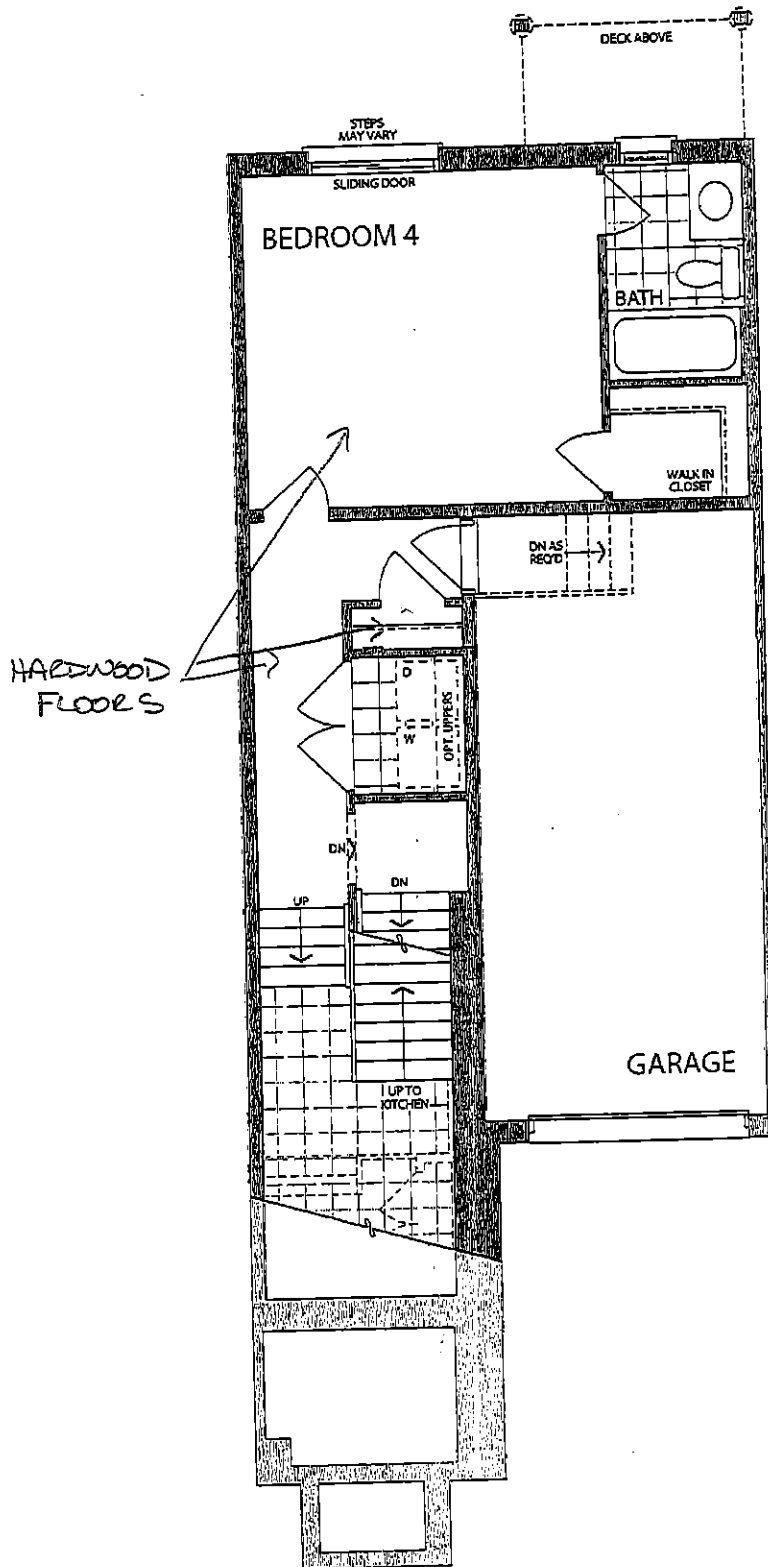 DECK ABOVE
STEPS
MAY VARY
SLIDING DOOR
BEDROOM 4
BATH
WALK IN
CLOSET
DN AS
REQ'D
HARDWOOD
FLOORS
D
W
OPT. UPPERS
DN
DN
UP
UP TO
KITCHEN
GARAGE